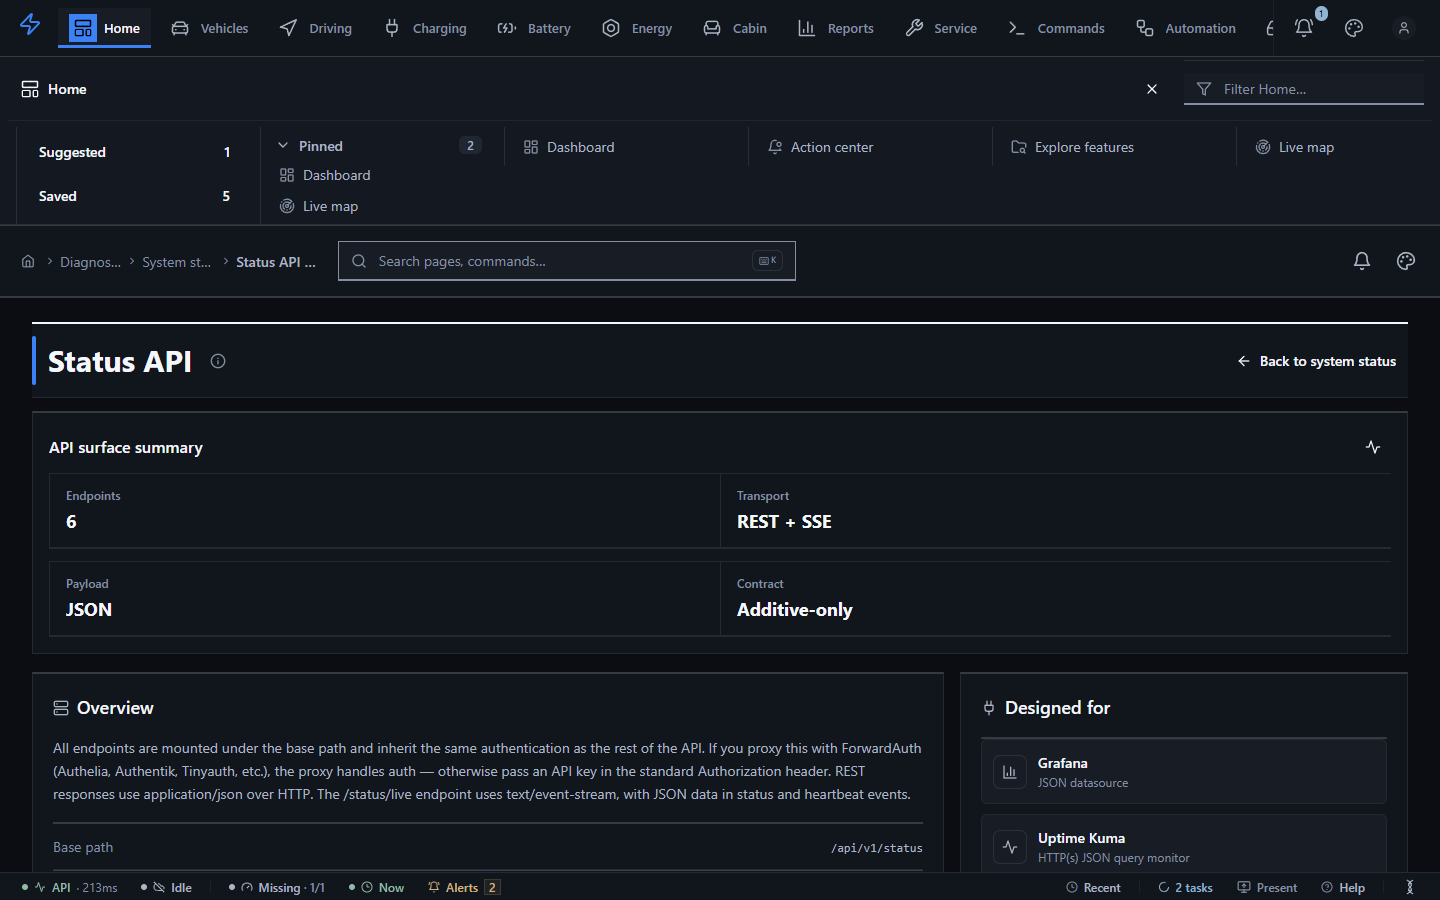 Home
Vehicles
Driving
Charging
Battery
Energy
Cabin
Reports
Service
Commands
Automation
1
Home
Filter Home...
Suggested 1
Saved 5
Pinned 2
Dashboard
Live map
Dashboard
Action center
Explore features
Live map
Diagnos... > System st... > Status API ...
Search pages, commands...
K
Status API
Back to system status
API surface summary
Endpoints
6
Transport
REST + SSE
Payload
JSON
Contract
Additive-only
Overview
All endpoints are mounted under the base path and inherit the same authentication as the rest of the API. If you proxy this with ForwardAuth
(Authelia, Authentik, Tinyauth, etc.), the proxy handles auth — otherwise pass an API key in the standard Authorization header. REST
responses use application/json over HTTP. The /status/live endpoint uses text/event-stream, with JSON data in status and heartbeat events.
Base path /api/v1/status
Designed for
Grafana
JSON datasource
Uptime Kuma
HTTP(s) JSON query monitor
API · 213ms
Idle
Missing · 1/1
Now
Alerts 2
Recent
2 tasks
Present
Help